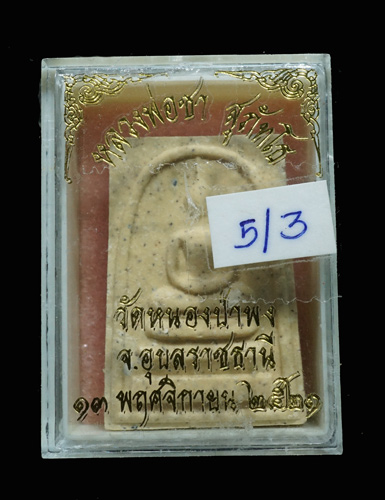 หลวงพ่อชา สุภัทโธ
5/3
วัดหนองป่าพง
จ.อุบลราชธานี
๑๓ พฤศจิกายน ๒๕๒๑